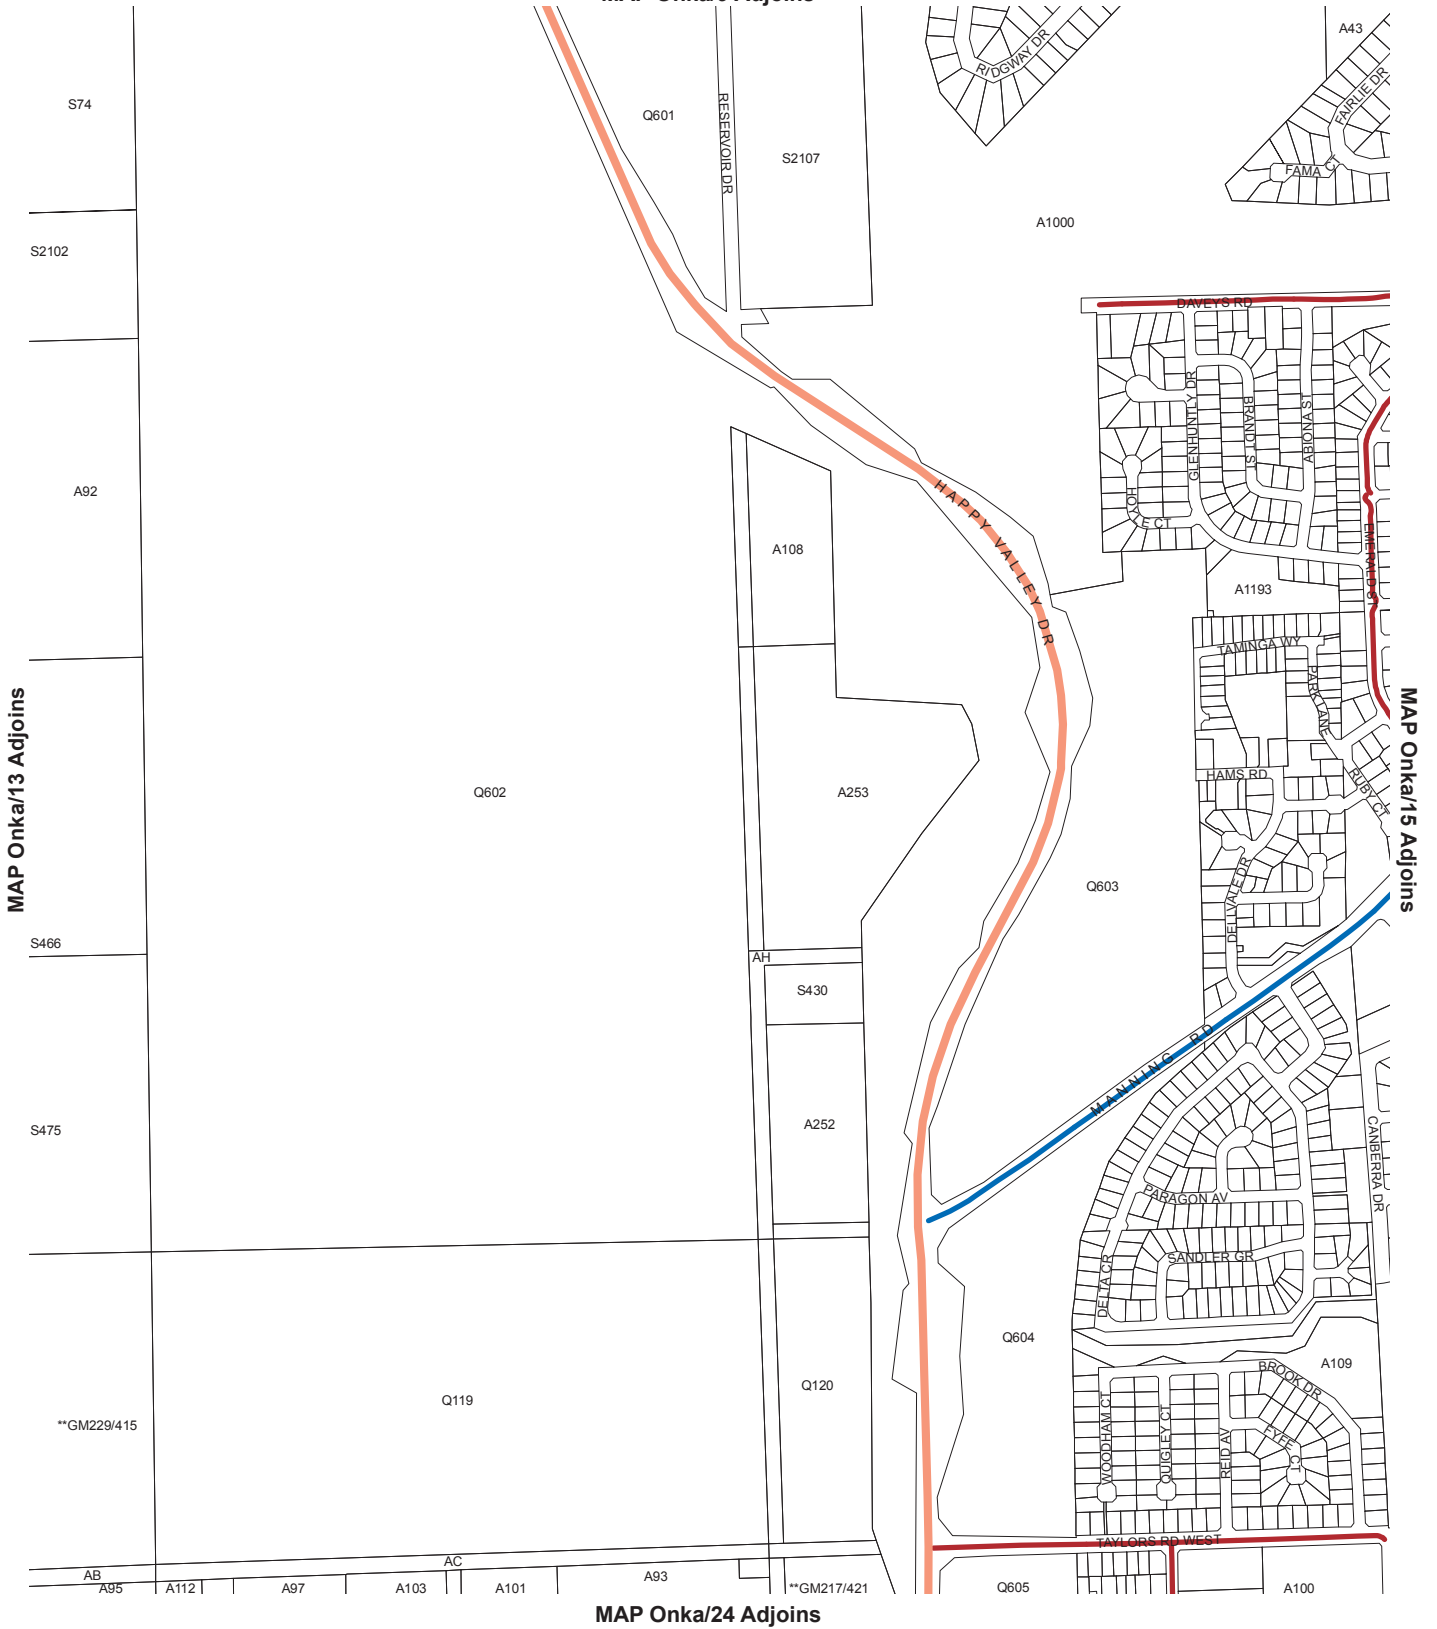 A43
RIDGWAY DR
FAIRLIE DR
S74
Q601
RESERVOIR DR
S2107
FAMA CT
A1000
S2102
DAVEYS RD
GLENHUNTLY DR
BRANDT ST
ABIONA ST
A92
HAPPY VALLEY DR
HOYLE CT
EMERALD ST
A108
A1193
TAMINGA WY
PARK LANE
MAP Onka/13 Adjoins
MAP Onka/15 Adjoins
HAMS RD
RUBY CT
Q602
A253
Q603
DELLVALE DR
S466
AH
S430
MANNING RD
A252
S475
CANBERRA DR
PARAGON AV
SANDLER GR
DELTA CR
Q604
A109
BROOK DR
Q120
Q119
**GM229/415
WOODHAM CT
QUIGLEY CT
REID AV
FYFE CT
TAYLORS RD WEST
AC
AB
A95
A112
A97
A103
A101
A93
**GM217/421
Q605
A100
MAP Onka/24 Adjoins